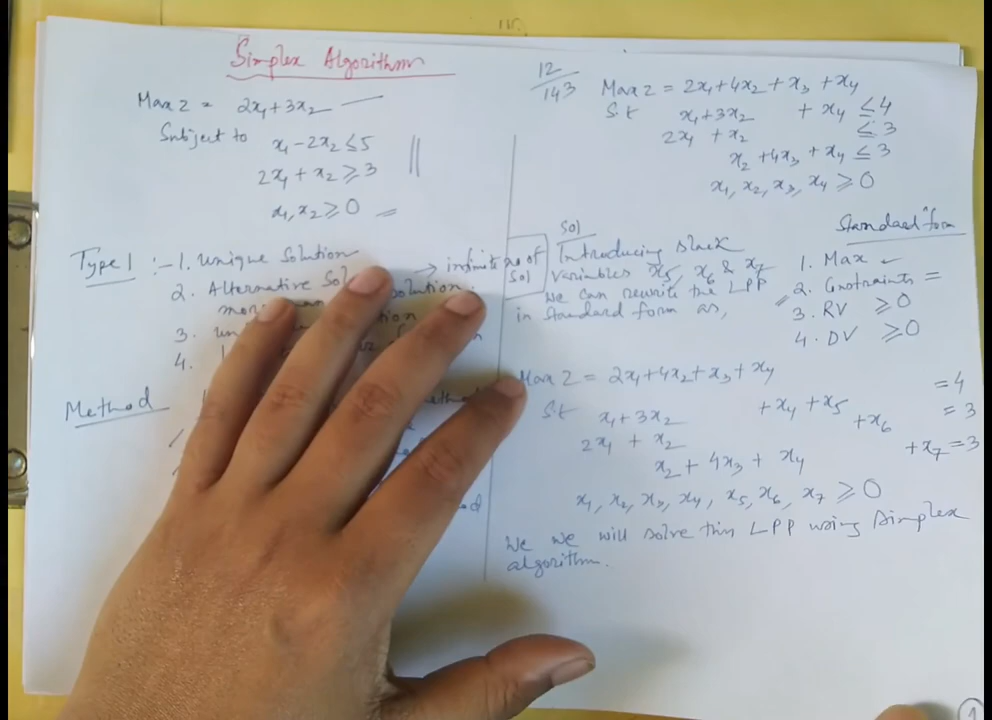 Simplex Algorithm
Max Z = 2x₁+3x₂
Subject to x₁-2x₂≤5
2x₁+x₂≥3
x₁,x₂≥0
Type 1 :- 1. Unique Solution
2. Alternative Sol → infinite no of sol
3. un
4.
Method
12/143
Max Z = 2x₁+4x₂+x₃+x₄
S.t x₁+3x₂ + x₄ ≤4
2x₁ + x₂ ≤3
x₂+4x₃+x₄ ≤3
x₁, x₂, x₃, x₄ ≥0
Sol
Introducing slack
variables x₅, x₆ & x₇
we can rewrite the LPP
in standard form as,
Standard form
1. Max
2. Constraints =
3. RV ≥0
4. DV ≥0
Max Z = 2x₁+4x₂+x₃+x₄
St x₁+3x₂ +x₄+x₅ =4
2x₁ + x₂ +x₆ =3
x₂ + 4x₃ + x₄ +x₇=3
x₁, x₂, x₃, x₄, x₅, x₆, x₇ ≥0
We we will solve this LPP using simplex
algorithm.
1